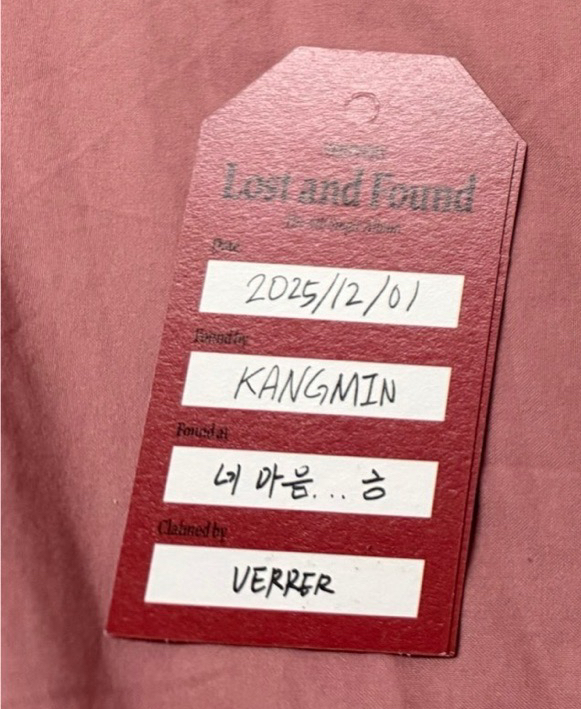 Lost and Found
Date
2025/12/01
Found by
KANGMIN
Found at
너 마음... ㅎ
Claimed by
VERRER